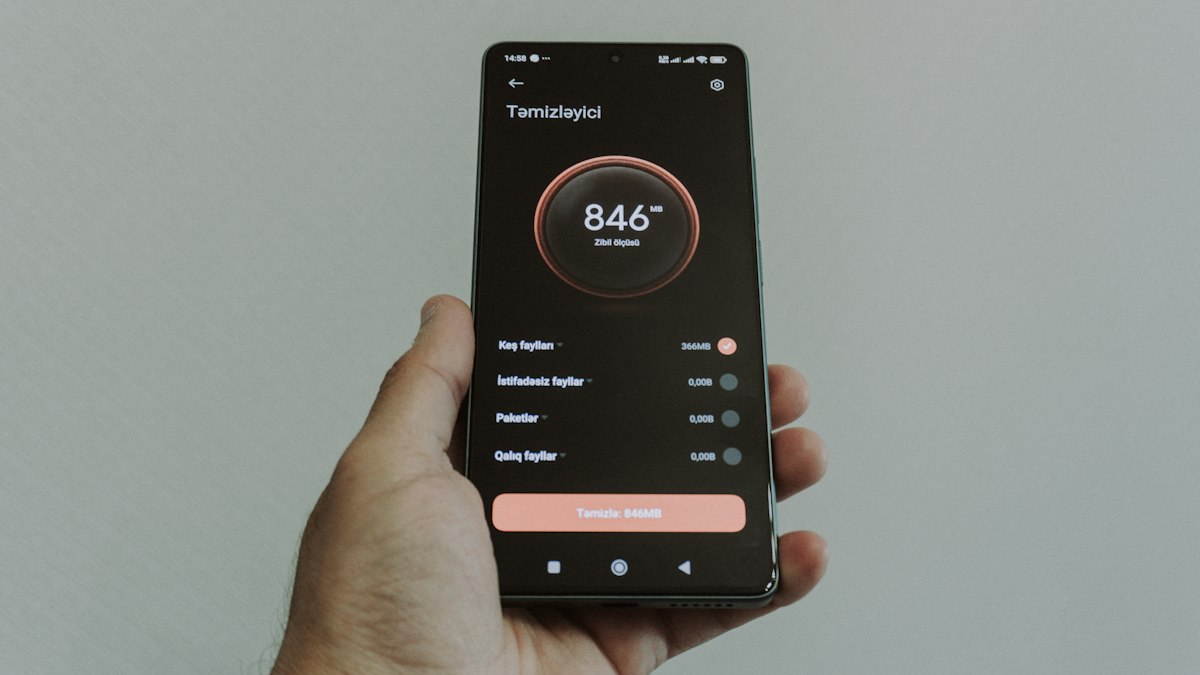 14:58
Təmizləyici
846 MB
Zibil ölçüsü
Keş faylları 366MB
İstifadəsiz fayllar 0,00B
Paketlər 0,00B
Qalıq fayllar 0,00B
Təmizlə: 846MB